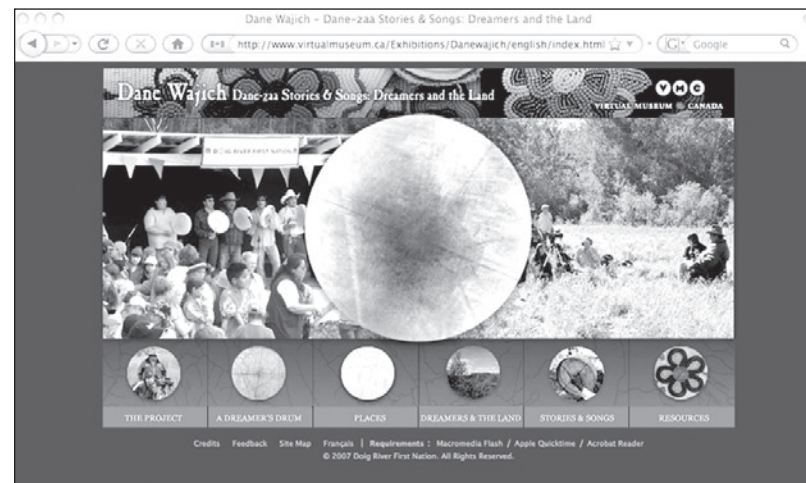 Dane Wajich – Dane-zaa Stories & Songs: Dreamers and the Land
http://www.virtualmuseum.ca/Exhibitions/Danewajich/english/index.html
Google
Dane Wajich Dane-zaa Stories & Songs: Dreamers and the Land
VMC
VIRTUAL MUSEUM CANADA
DOIG RIVER FIRST NATION
THE PROJECT
A DREAMER'S DRUM
PLACES
DREAMERS & THE LAND
STORIES & SONGS
RESOURCES
Credits Feedback Site Map Français | Requirements : Macromedia Flash / Apple Quicktime / Acrobat Reader
© 2007 Doig River First Nation. All Rights Reserved.